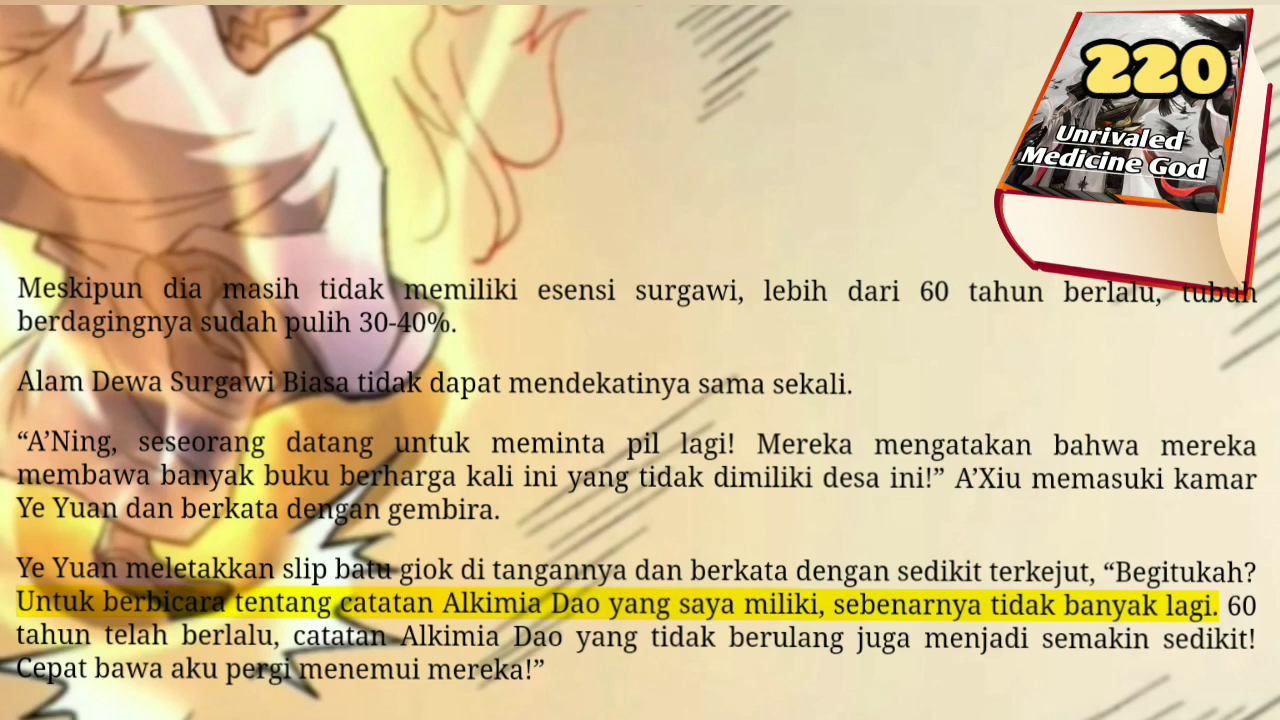 220
Unrivaled
Medicine God
Meskipun dia masih tidak memiliki esensi surgawi, lebih dari 60 tahun berlalu, tubuh
berdagingnya sudah pulih 30-40%.
Alam Dewa Surgawi Biasa tidak dapat mendekatinya sama sekali.
“A’Ning, seseorang datang untuk meminta pil lagi! Mereka mengatakan bahwa mereka
membawa banyak buku berharga kali ini yang tidak dimiliki desa ini!” A’Xiu memasuki kamar
Ye Yuan dan berkata dengan gembira.
Ye Yuan meletakkan slip batu giok di tangannya dan berkata dengan sedikit terkejut, “Begitukah?
Untuk berbicara tentang catatan Alkimia Dao yang saya miliki, sebenarnya tidak banyak lagi. 60
tahun telah berlalu, catatan Alkimia Dao yang tidak berulang juga menjadi semakin sedikit!
Cepat bawa aku pergi menemui mereka!”